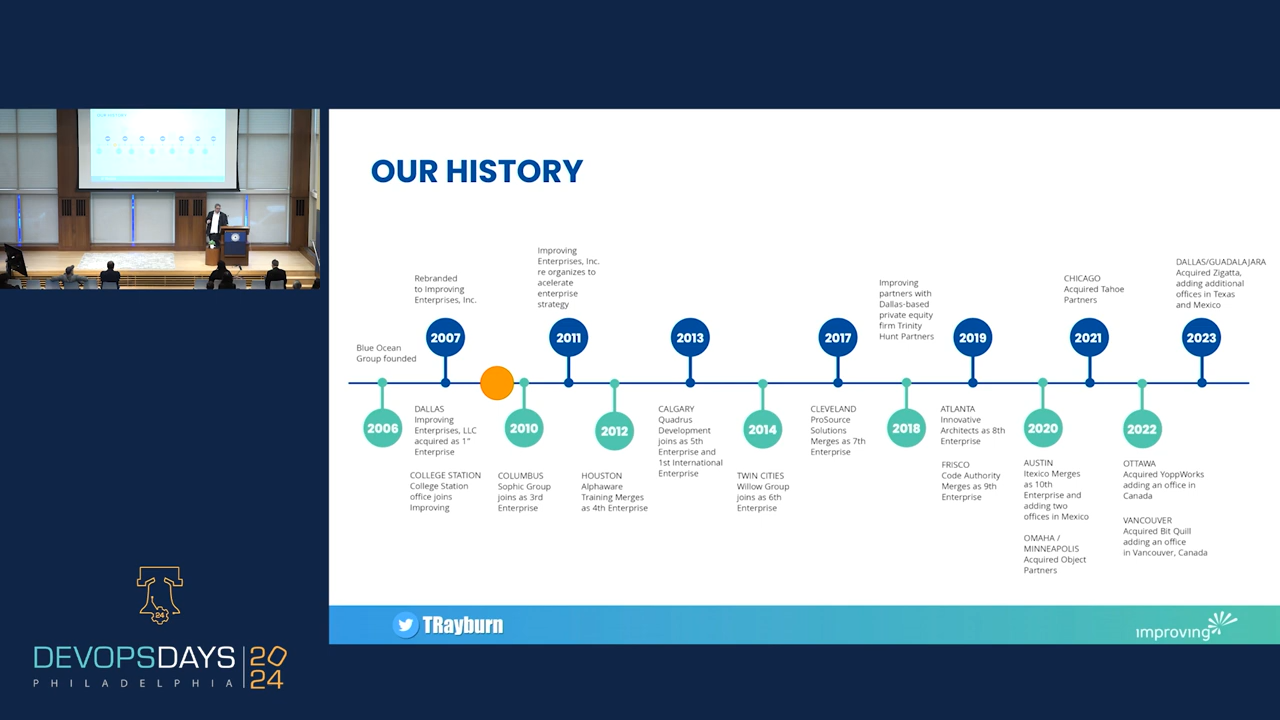 OUR HISTORY
Blue Ocean
Group founded
2006
Rebranded
to Improving
Enterprises, Inc.
2007
DALLAS
Improving
Enterprises, LLC
acquired as 1"
Enterprise
COLLEGE STATION
College Station
office joins
Improving
2010
COLUMBUS
Sophic Group
joins as 3rd
Enterprise
Improving
Enterprises, Inc.
re organizes to
acelerate
enterprise
strategy
2011
2012
HOUSTON
Alphaware
Training Merges
as 4th Enterprise
2013
CALGARY
Quadrus
Development
joins as 5th
Enterprise and
1st International
Enterprise
2014
TWIN CITIES
Willow Group
joins as 6th
Enterprise
2017
CLEVELAND
ProSource
Solutions
Merges as 7th
Enterprise
Improving
partners with
Dallas-based
private equity
firm Trinity
Hunt Partners
2018
2019
ATLANTA
Innovative
Architects as 8th
Enterprise
FRISCO
Code Authority
Merges as 9th
Enterprise
2020
AUSTIN
Itexico Merges
as 10th
Enterprise and
adding two
offices in Mexico
OMAHA /
MINNEAPOLIS
Acquired Object
Partners
CHICAGO
Acquired Tahoe
Partners
2021
2022
OTTAWA
Acquired YoppWorks
adding an office in
Canada
VANCOUVER
Acquired Bit Quill
adding an office
in Vancouver, Canada
DALLAS/GUADALAJARA
Acquired Zigatta,
adding additional
offices in Texas
and Mexico
2023
TRayburn
improving
24
DEVOPSDAYS
PHILADELPHIA
20
24